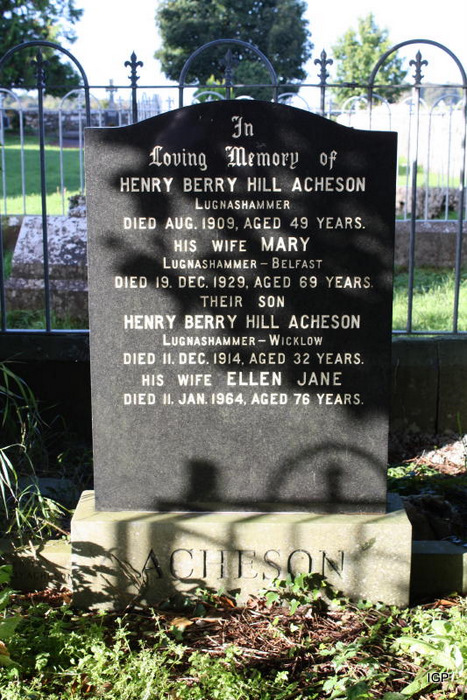 In
Loving Memory of
HENRY BERRY HILL ACHESON
LUGNASHAMMER
DIED AUG. 1909, AGED 49 YEARS.
HIS WIFE MARY
LUGNASHAMMER - BELFAST
DIED 19. DEC. 1929, AGED 69 YEARS.
THEIR SON
HENRY BERRY HILL ACHESON
LUGNASHAMMER - WICKLOW
DIED 11. DEC. 1914, AGED 32 YEARS.
HIS WIFE ELLEN JANE
DIED 11. JAN. 1964, AGED 76 YEARS.
ACHESON
IGP